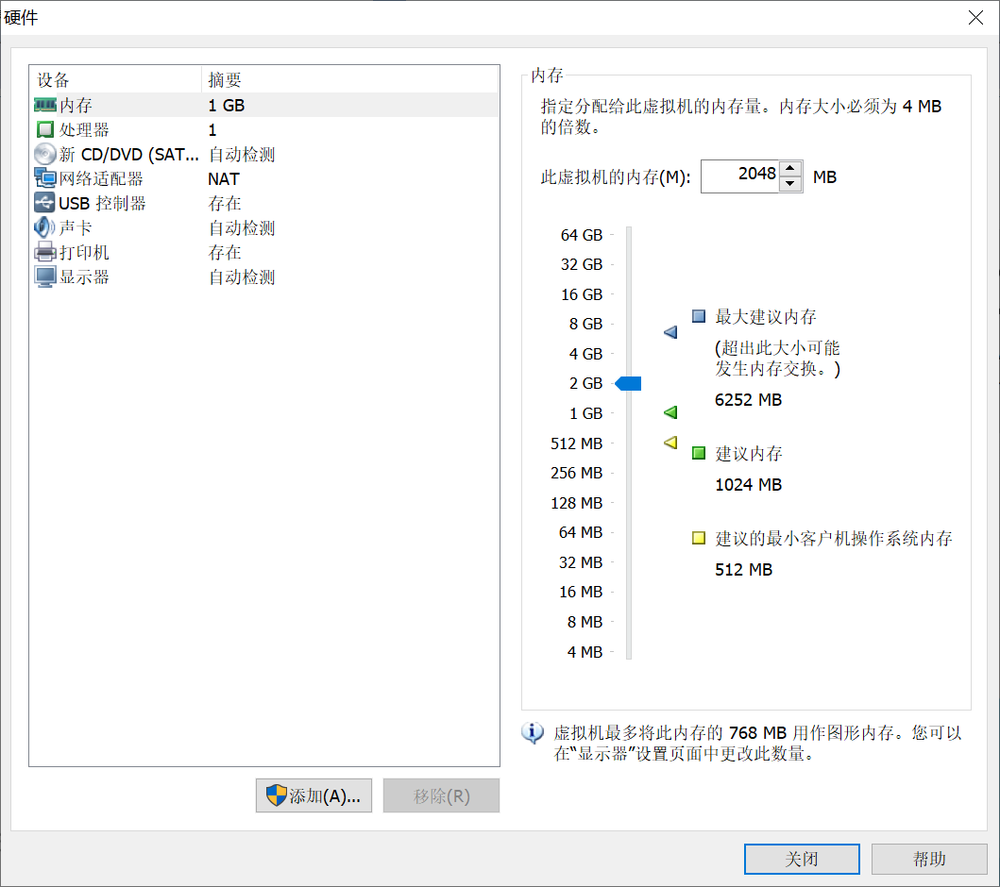 硬件
设备 摘要
内存 1 GB
处理器 1
新 CD/DVD (SAT... 自动检测
网络适配器 NAT
USB 控制器 存在
声卡 自动检测
打印机 存在
显示器 自动检测
添加(A)...
移除(R)
内存
指定分配给此虚拟机的内存量。内存大小必须为 4 MB
的倍数。
此虚拟机的内存(M): 2048 MB
64 GB
32 GB
16 GB
8 GB
4 GB
2 GB
1 GB
512 MB
256 MB
128 MB
64 MB
32 MB
16 MB
8 MB
4 MB
最大建议内存
(超出此大小可能
发生内存交换。)
6252 MB
建议内存
1024 MB
建议的最小客户机操作系统内存
512 MB
虚拟机最多将此内存的 768 MB 用作图形内存。您可以
在“显示器”设置页面中更改此数量。
关闭
帮助